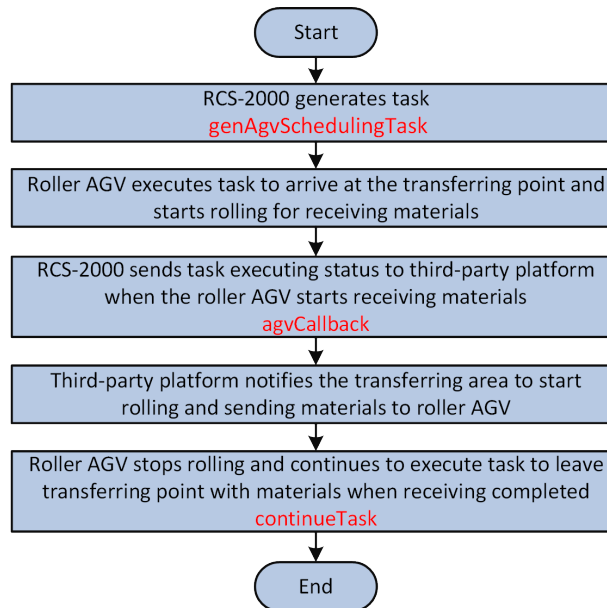 Start
RCS-2000 generates task
genAgvSchedulingTask
Roller AGV executes task to arrive at the transferring point and
starts rolling for receiving materials
RCS-2000 sends task executing status to third-party platform
when the roller AGV starts receiving materials
agvCallback
Third-party platform notifies the transferring area to start
rolling and sending materials to roller AGV
Roller AGV stops rolling and continues to execute task to leave
transferring point with materials when receiving completed
continueTask
End